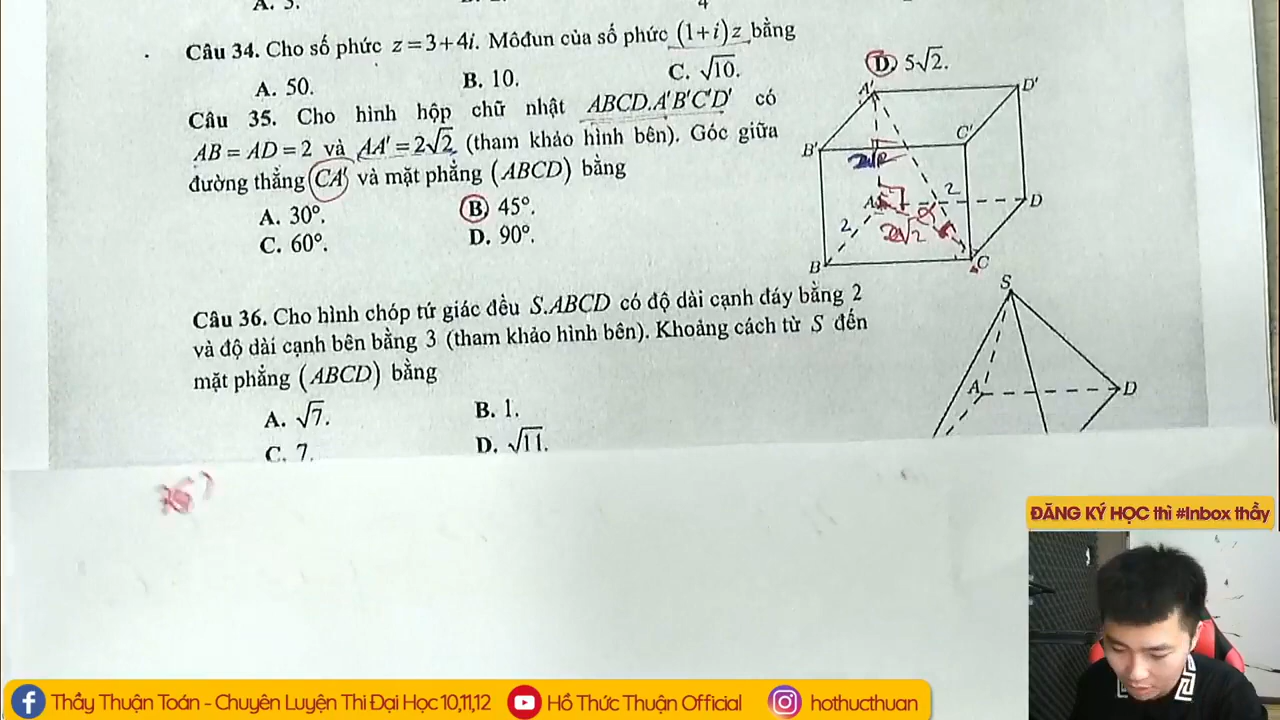 A. 3.
4
Câu 34. Cho số phức z = 3 + 4i. Môđun của số phức (1+i)z bằng
A. 50.
B. 10.
C. √10.
D. 5√2.
Câu 35. Cho hình hộp chữ nhật ABCD.A'B'C'D' có
AB = AD = 2 và AA' = 2√2 (tham khảo hình bên). Góc giữa
đường thẳng CA' và mặt phẳng (ABCD) bằng
A. 30°.
B. 45°.
C. 60°.
D. 90°.
A'
D'
B'
C'
2√2
A
2
D
2
α
2√2
B
C
Câu 36. Cho hình chóp tứ giác đều S.ABCD có độ dài cạnh đáy bằng 2
và độ dài cạnh bên bằng 3 (tham khảo hình bên). Khoảng cách từ S đến
mặt phẳng (ABCD) bằng
A. √7.
B. 1.
C. 7.
D. √11.
S
A
D
ĐĂNG KÝ HỌC thì #Inbox thầy
Thầy Thuận Toán - Chuyên Luyện Thi Đại Học 10,11,12
Hồ Thức Thuận Official
hothucthuan